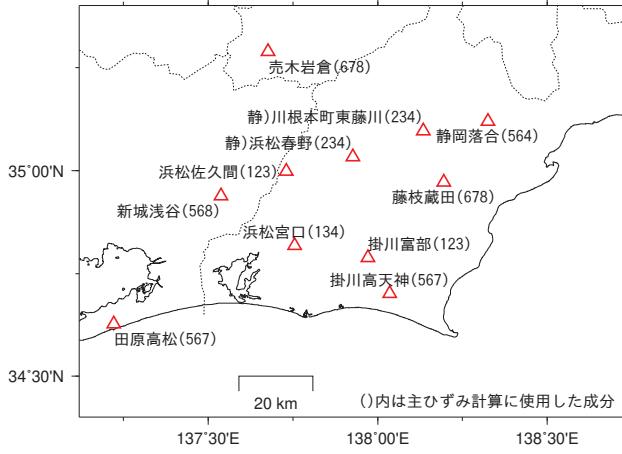 売木岩倉(678)
静)川根本町東藤川(234)
静岡落合(564)
静)浜松春野(234)
35°00'N
浜松佐久間(123)
藤枝蔵田(678)
新城浅谷(568)
浜松宮口(134)
掛川富部(123)
掛川高天神(567)
田原高松(567)
34°30'N
20 km
()内は主ひずみ計算に使用した成分
137°30'E
138°00'E
138°30'E